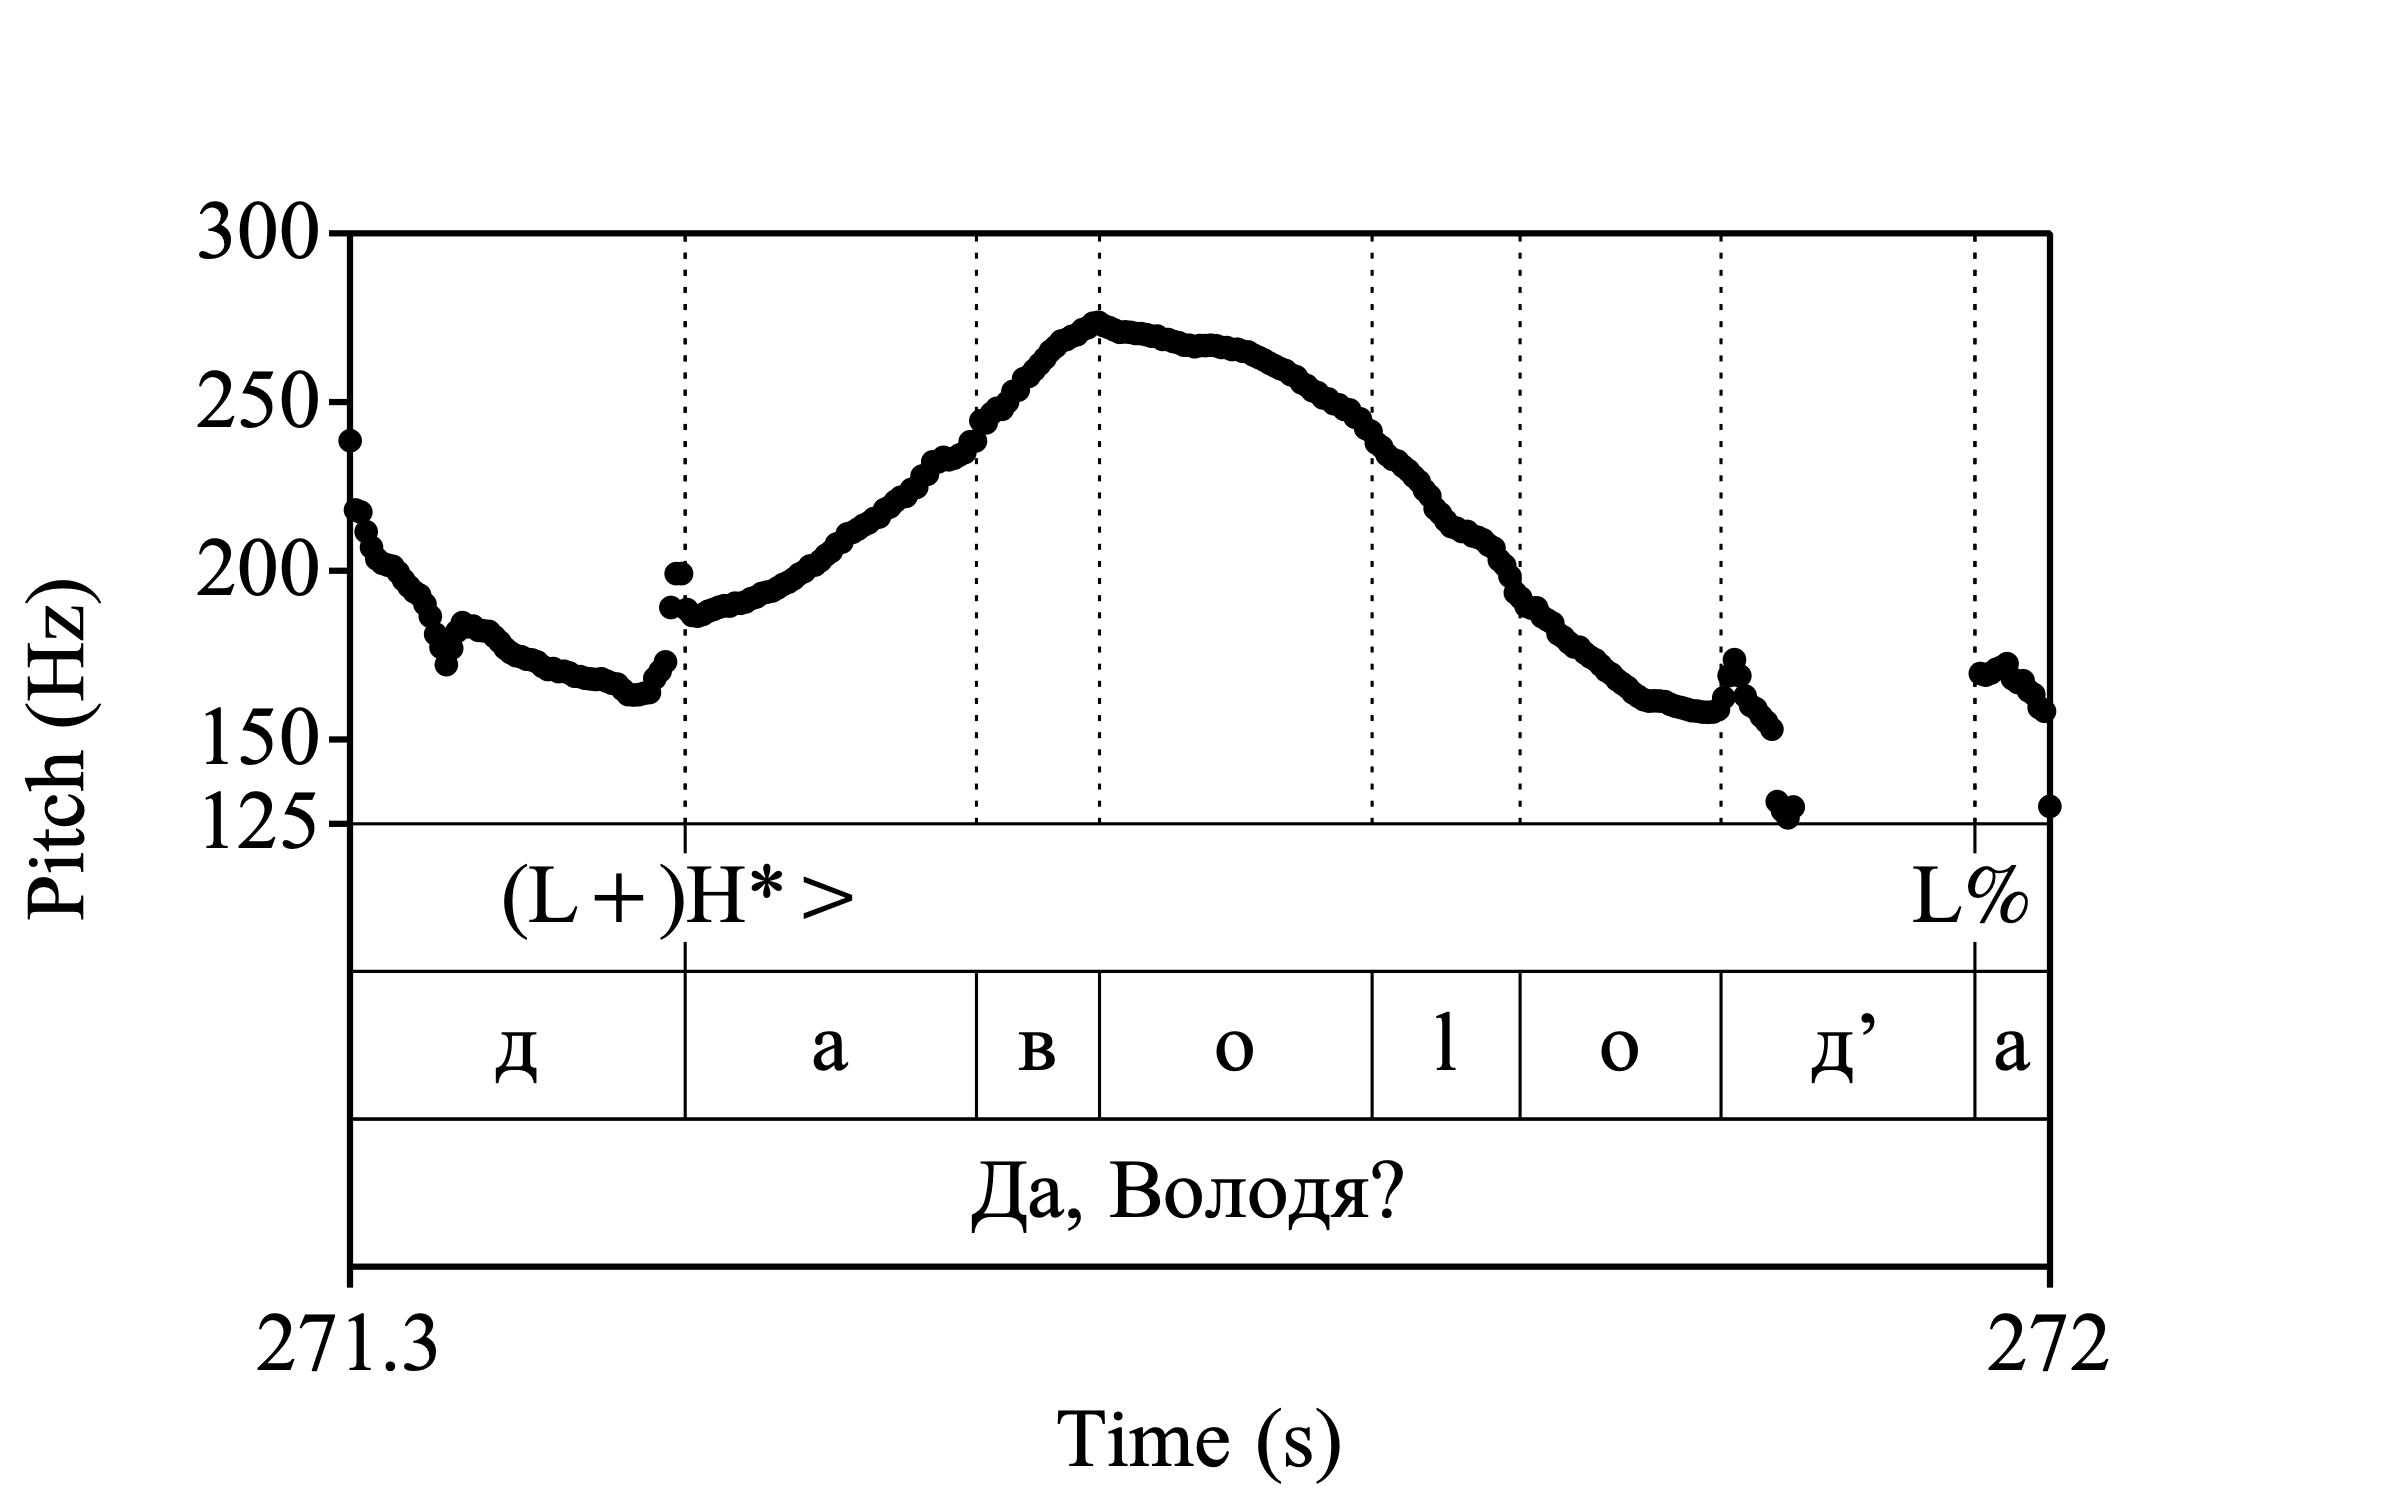 Pitch (Hz)
300
250
200
150
125
(L+)H*> L%
д а в о l о д’ а
Да, Володя?
271.3 272
Time (s)